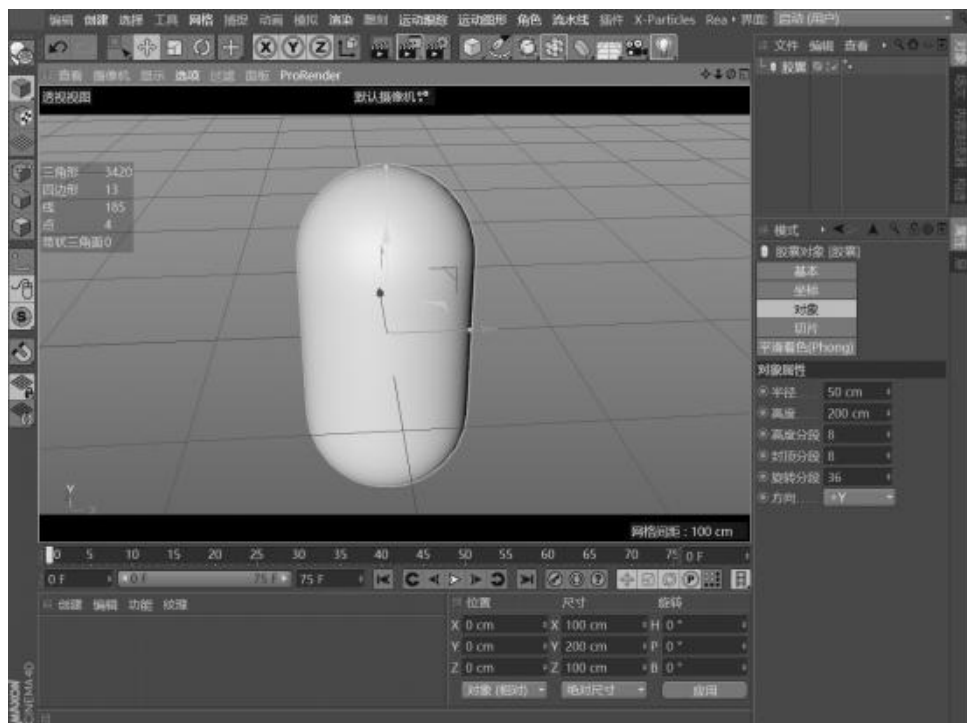 编辑 创建 选择 工具 网格 捕捉 动画 模拟 渲染 雕刻 运动跟踪 运动图形 角色 流水线 插件 X-Particles Rea 界面: 启动 (用户)
文件 编辑 查看
查看 摄像机 显示 选项 过滤 面板 ProRender
胶囊
透视视图
默认摄像机
三角形 3420
四边形 13
线 185
点 4
模式
胶囊对象 [胶囊]
基本
坐标
对象
切片
平滑着色(Phong)
对象属性
半径 50 cm
高度 200 cm
高度分段 8
封顶分段 8
旋转分段 36
方向 +Y
Y
网格间距 : 100 cm
0 5 10 15 20 25 30 35 40 45 50 55 60 65 70 75 0 F
0 F 0 F 75 F 75 F
创建 编辑 功能 纹理
位置 尺寸 旋转
X 0 cm X 100 cm H 0 °
Y 0 cm Y 200 cm P 0 °
Z 0 cm Z 100 cm B 0 °
对象 (相对) 绝对尺寸 应用
MAXON
CINEMA 4D